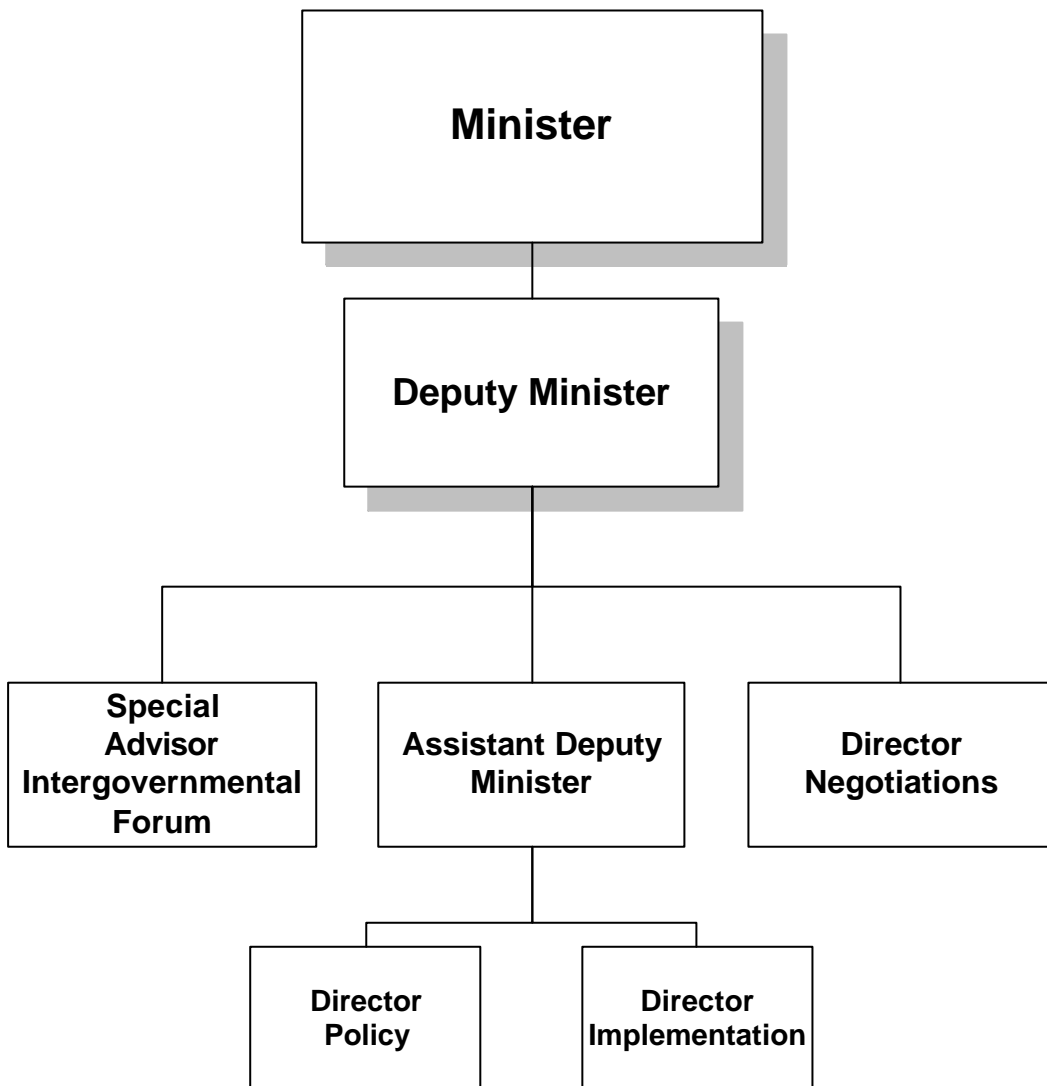 Minister
Deputy Minister
Special
Advisor
Intergovernmental
Forum
Assistant Deputy
Minister
Director
Negotiations
Director
Policy
Director
Implementation